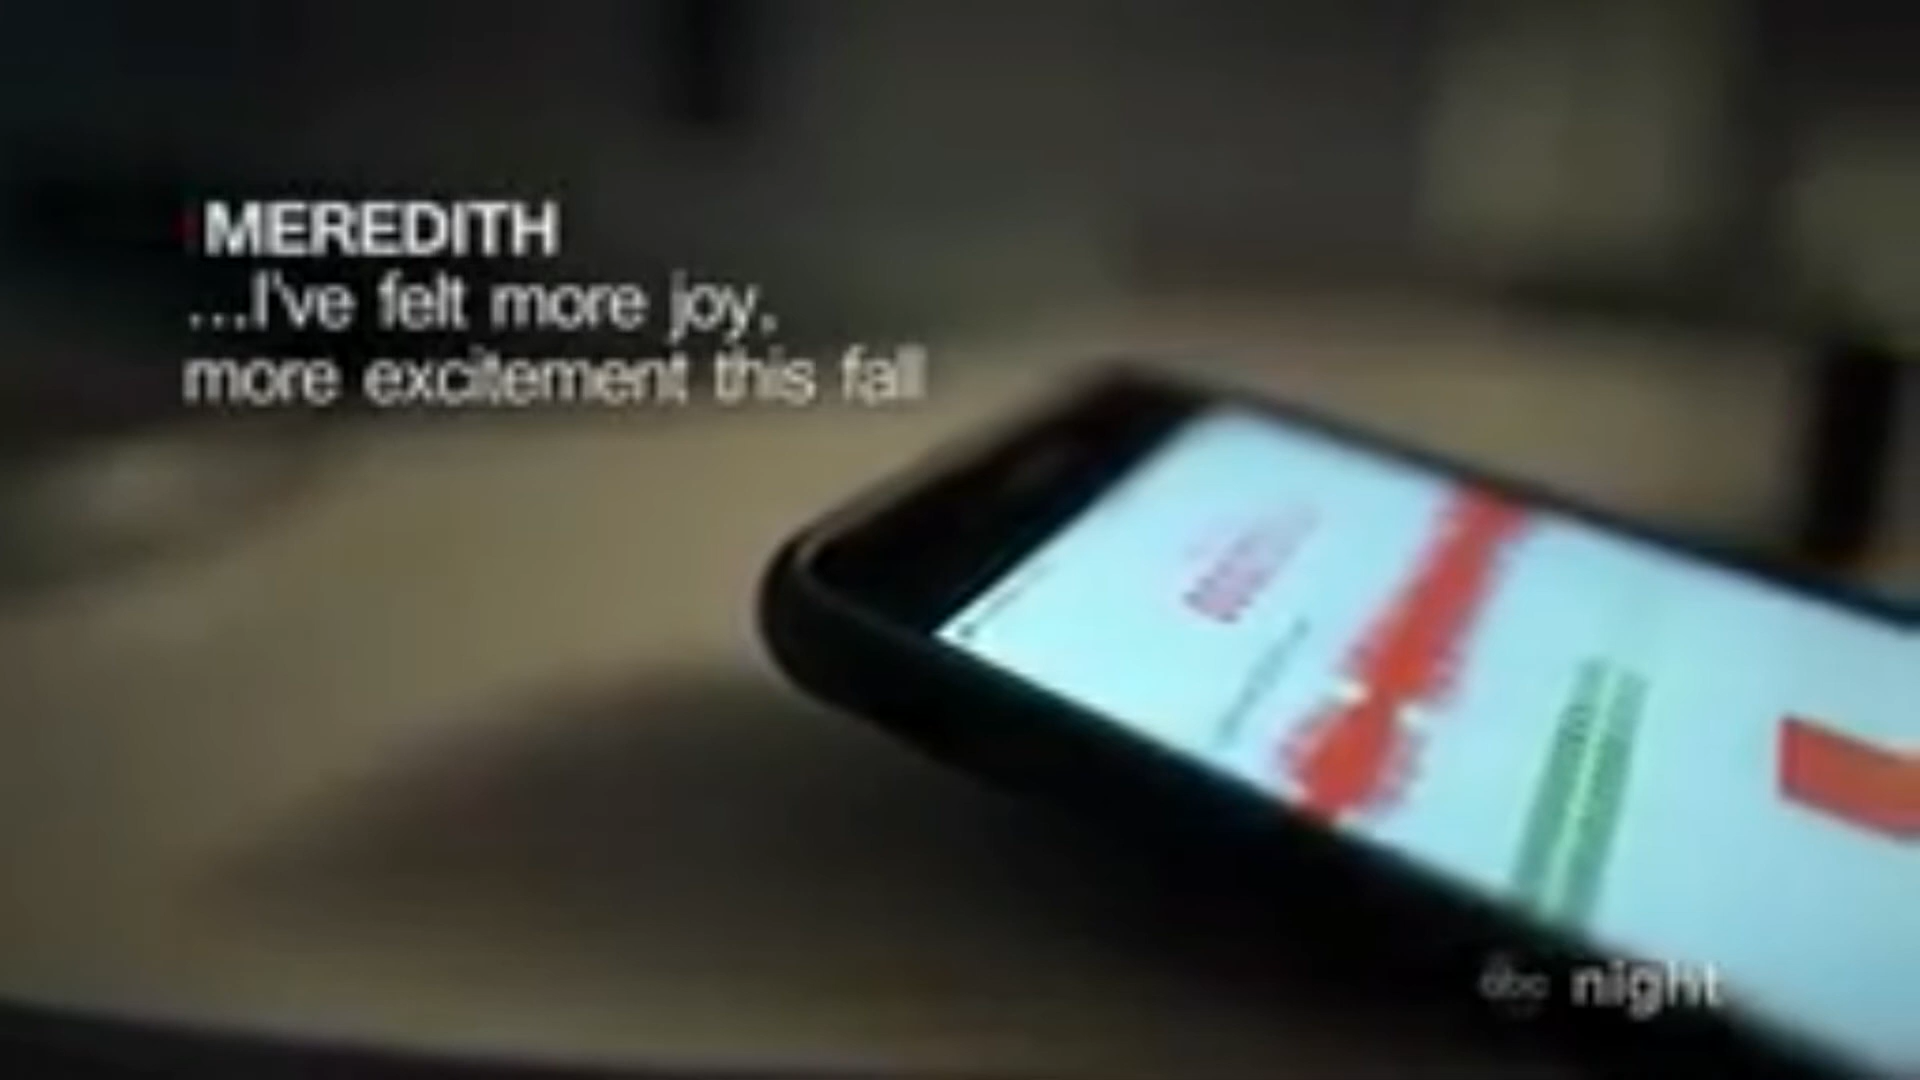 MEREDITH
...I've felt more joy,
more excitement this fall
abc night